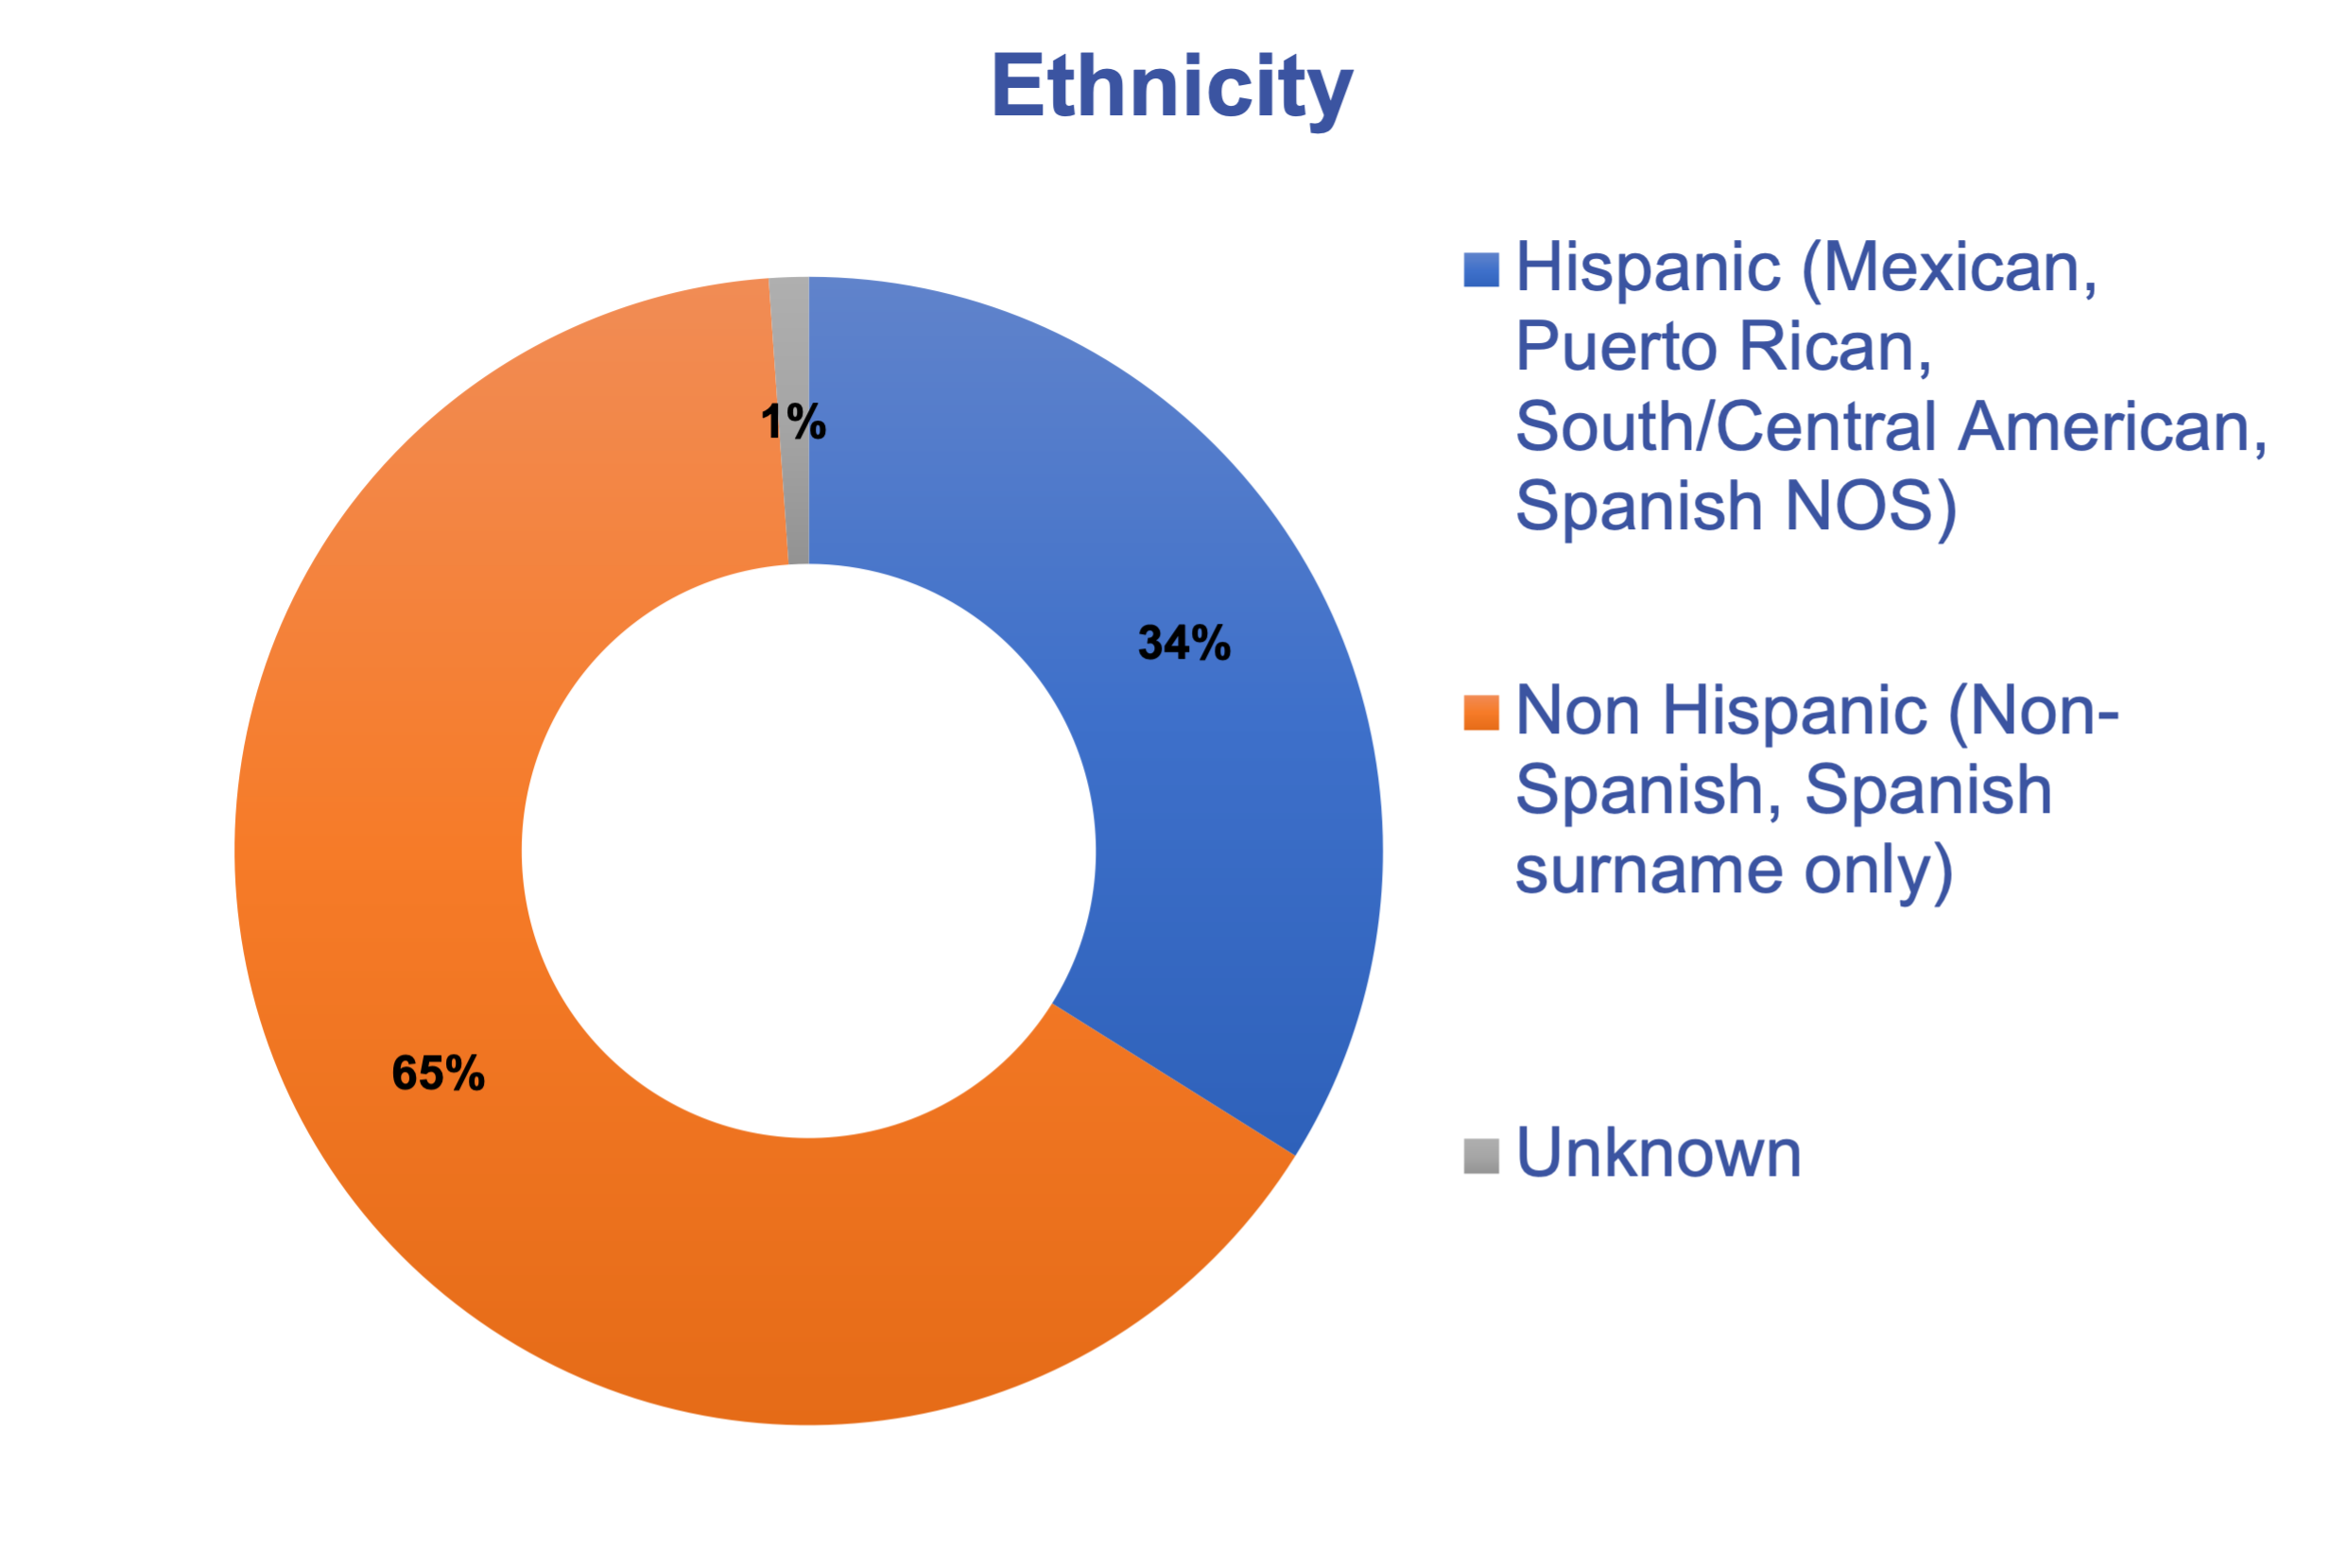 Ethnicity
1%
34%
65%
Hispanic (Mexican,
Puerto Rican,
South/Central American,
Spanish NOS)
Non Hispanic (Non-
Spanish, Spanish
surname only)
Unknown